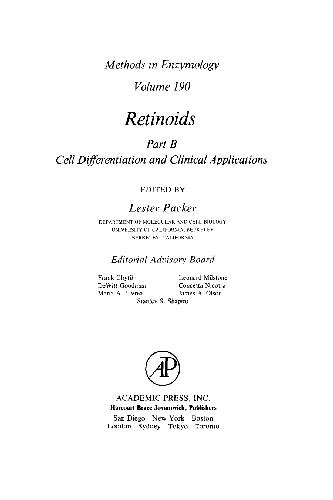 Methods in Enzymology
Volume 190
Retinoids
Part B
Cell Differentiation and Clinical Applications
EDITED BY
Lester Packer
DEPARTMENT OF MOLECULAR AND CELL BIOLOGY
UNIVERSITY OF CALIFORNIA, BERKELEY
BERKELEY, CALIFORNIA
Editorial Advisory Board
Frank Chytil Leonard Milstone
DeWitt Goodman Concetta Nicotra
Maria A. James A. Olson
Stanley S. Shapiro
AP
ACADEMIC PRESS, INC.
Harcourt Brace Jovanovich, Publishers
San Diego New York Boston
London Sydney Tokyo Toronto